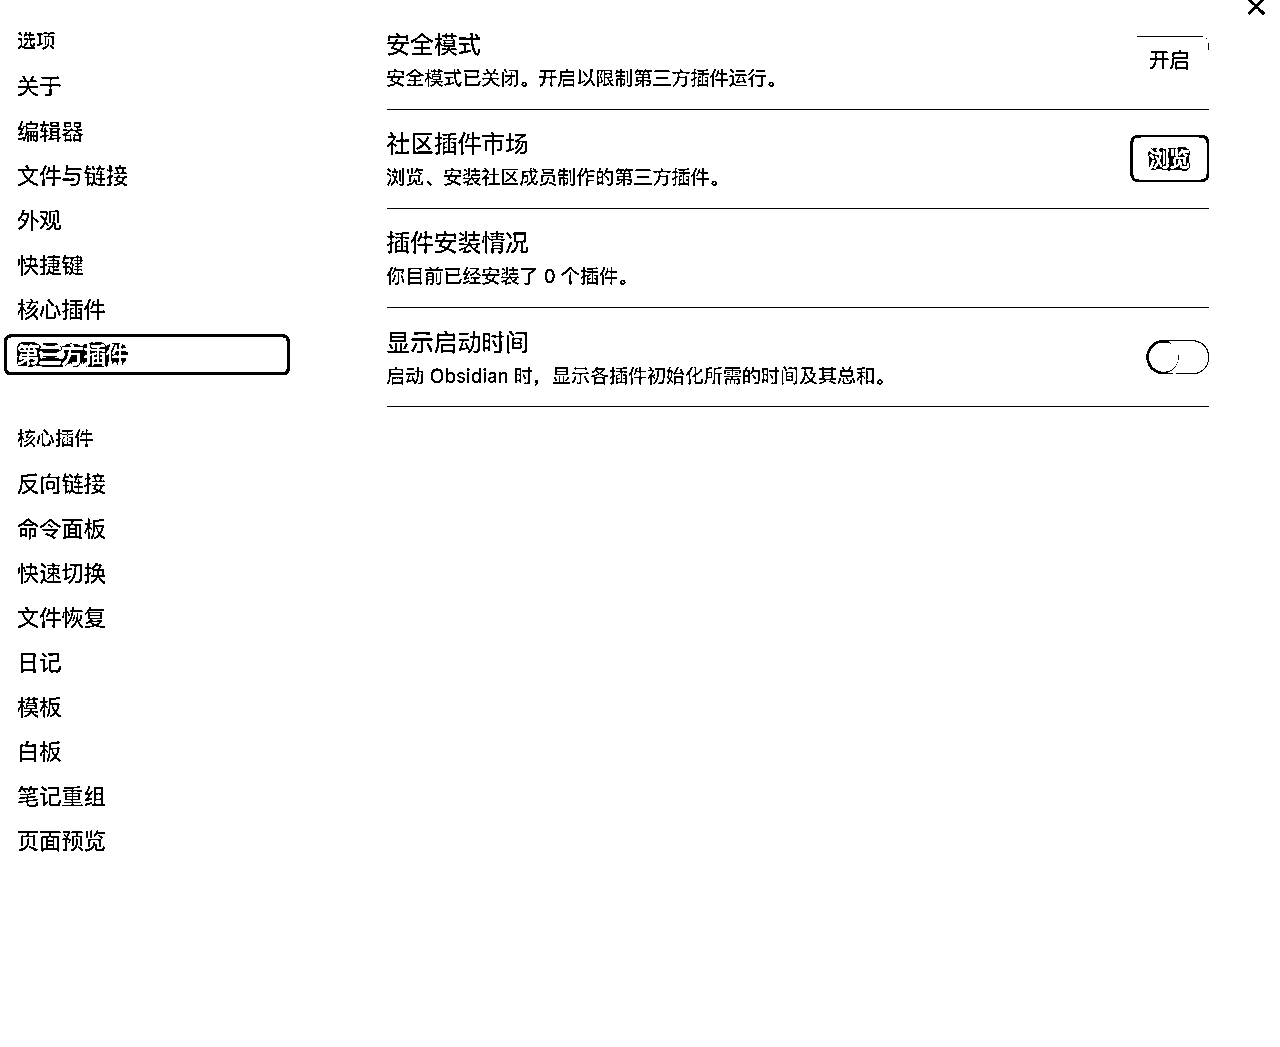 选项
关于
编辑器
文件与链接
外观
快捷键
核心插件
第三方插件
核心插件
反向链接
命令面板
快速切换
文件恢复
日记
模板
白板
笔记重组
页面预览
安全模式
安全模式已关闭。开启以限制第三方插件运行。
开启
社区插件市场
浏览、安装社区成员制作的第三方插件。
浏览
插件安装情况
你目前已经安装了 0 个插件。
显示启动时间
启动 Obsidian 时，显示各插件初始化所需的时间及其总和。